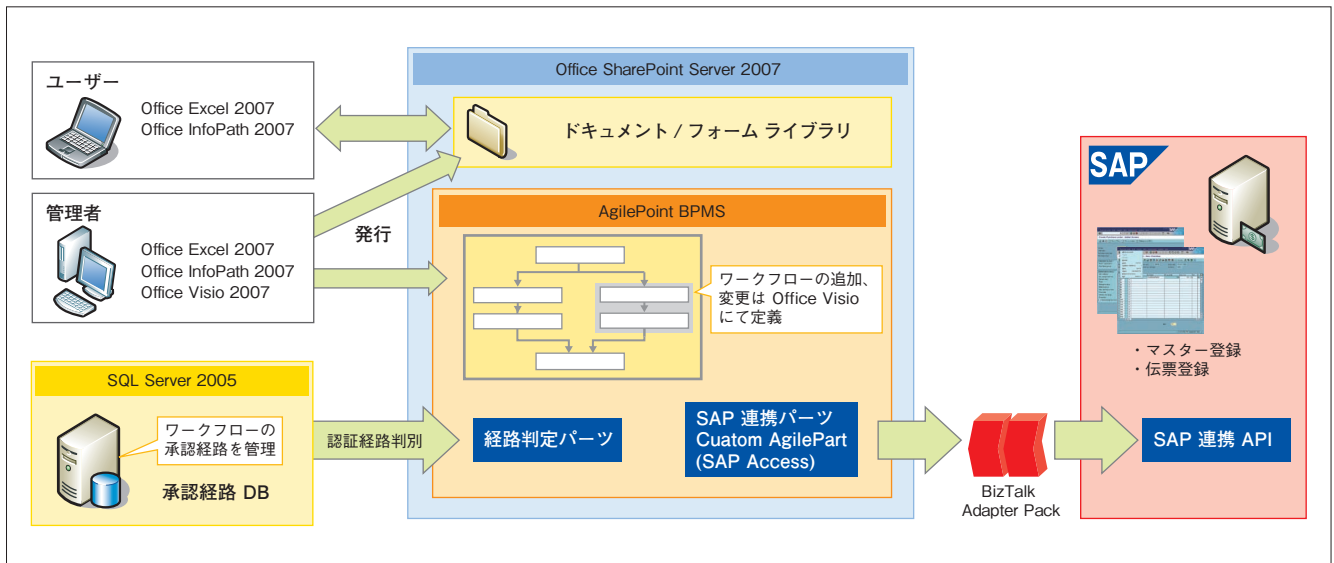 ユーザー
Office Excel 2007
Office InfoPath 2007
管理者
Office Excel 2007
Office InfoPath 2007
Office Visio 2007
発行
SQL Server 2005
ワークフローの
承認経路を管理
承認経路 DB
認証経路判別
Office SharePoint Server 2007
ドキュメント / フォーム ライブラリ
AgilePoint BPMS
ワークフローの追加、
変更は Office Visio
にて定義
経路判定パーツ
SAP 連携パーツ
Cuatom AgilePart
(SAP Access)
BizTalk
Adapter Pack
SAP
・マスター登録
・伝票登録
SAP 連携 API